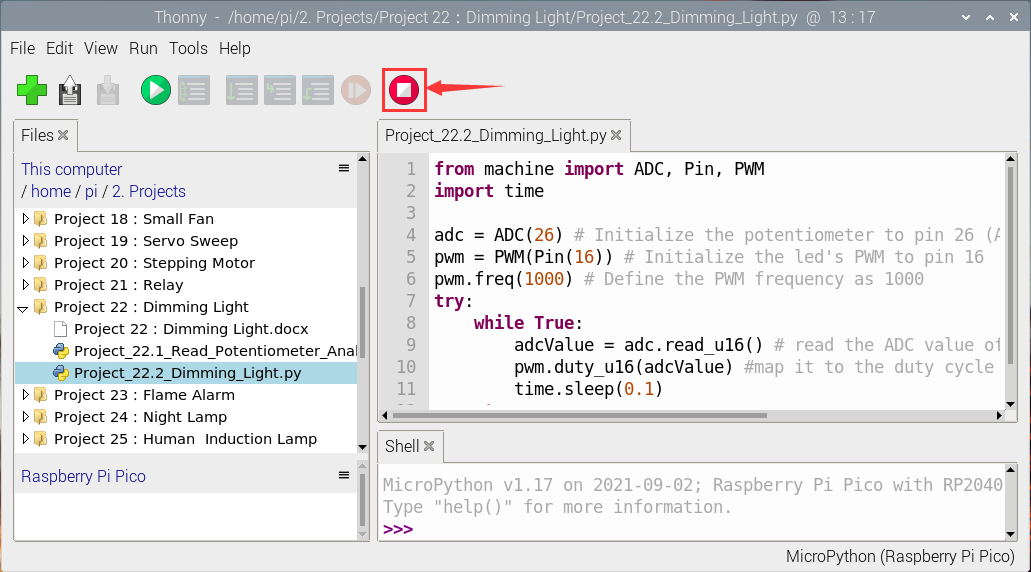 Thonny  -  /home/pi/2. Projects/Project 22 : Dimming Light/Project_22.2_Dimming_Light.py  @  13 : 17
File Edit View Run Tools Help
Files
This computer
/ home / pi / 2. Projects
Project 18 : Small Fan
Project 19 : Servo Sweep
Project 20 : Stepping Motor
Project 21 : Relay
Project 22 : Dimming Light
Project 22 : Dimming Light.docx
Project_22.1_Read_Potentiometer_Anal
Project_22.2_Dimming_Light.py
Project 23 : Flame Alarm
Project 24 : Night Lamp
Project 25 : Human  Induction Lamp
Raspberry Pi Pico
Project_22.2_Dimming_Light.py
1 from machine import ADC, Pin, PWM
2 import time
3
4 adc = ADC(26) # Initialize the potentiometer to pin 26 (A
5 pwm = PWM(Pin(16)) # Initialize the led's PWM to pin 16
6 pwm.freq(1000) # Define the PWM frequency as 1000
7 try:
8     while True:
9         adcValue = adc.read_u16() # read the ADC value of
10         pwm.duty_u16(adcValue) #map it to the duty cycle
11         time.sleep(0.1)
Shell
MicroPython v1.17 on 2021-09-02; Raspberry Pi Pico with RP2040
Type "help()" for more information.
>>>
MicroPython (Raspberry Pi Pico)